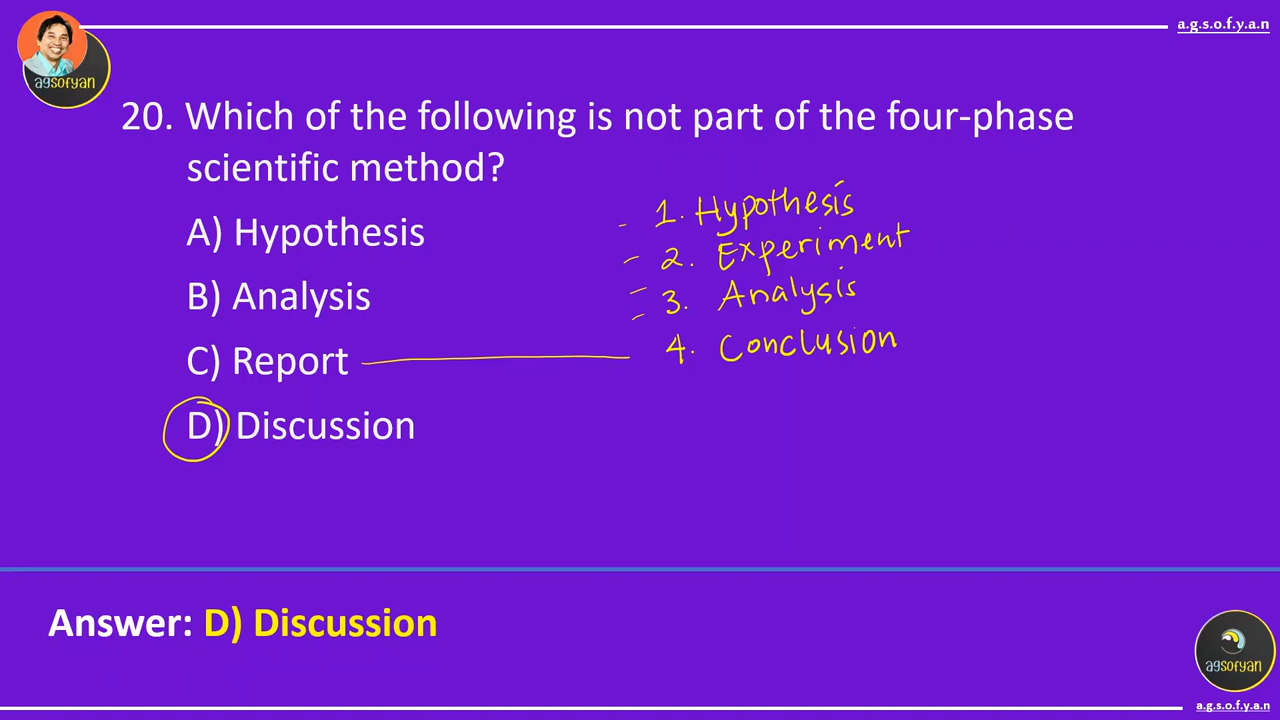 a.g.s.o.f.y.a.n
agsofyan
20. Which of the following is not part of the four-phase
scientific method?
A) Hypothesis
B) Analysis
C) Report
D) Discussion
1. Hypothesis
2. Experiment
3. Analysis
4. Conclusion
Answer: D) Discussion
agsofyan
a.g.s.o.f.y.a.n